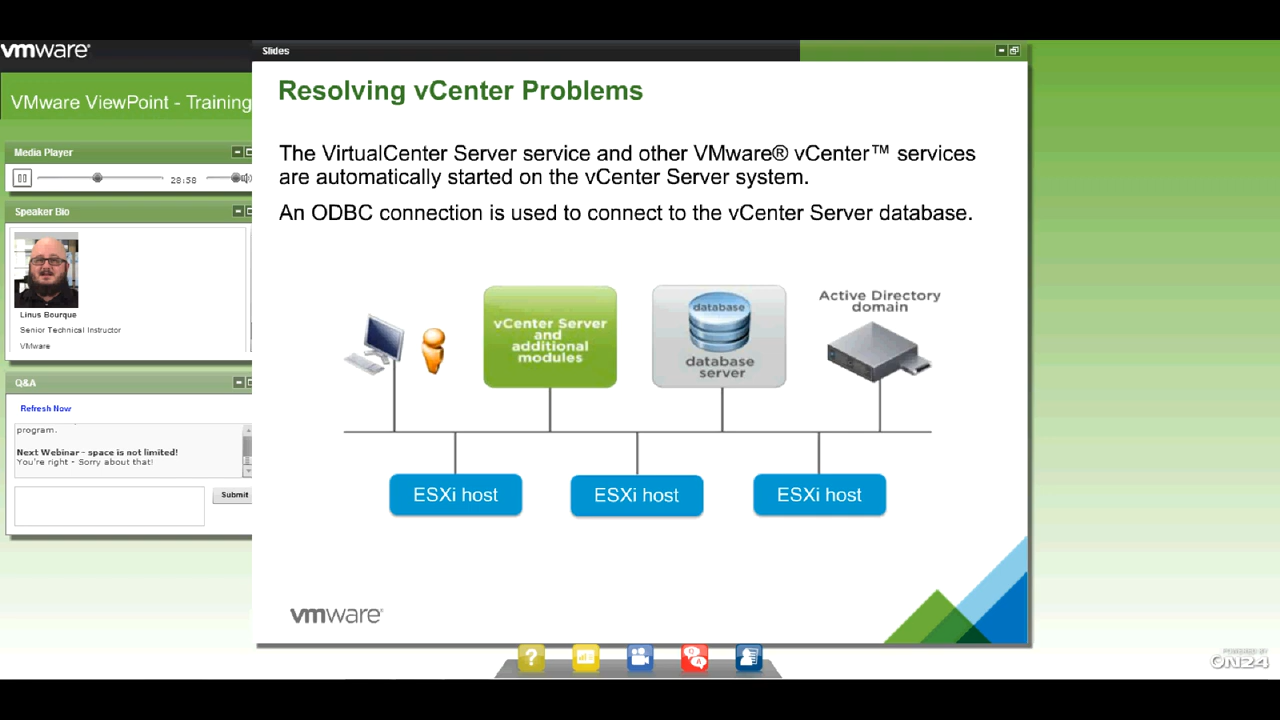 vmware®
Slides
VMware ViewPoint - Training
Resolving vCenter Problems
Media Player
28:58
The VirtualCenter Server service and other VMware® vCenter™ services
are automatically started on the vCenter Server system.
An ODBC connection is used to connect to the vCenter Server database.
Speaker Bio
Linus Bourque
Senior Technical Instructor
VMware
Q&A
Refresh Now
program.
Next Webinar - space is not limited!
You're right - Sorry about that!
Submit
vCenter Server
and
additional
modules
database
database
server
Active Directory
domain
ESXi host
ESXi host
ESXi host
vmware®
?
Q
A
POWERED BY
ON24